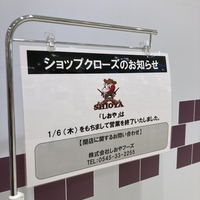 ショップクローズのお知らせ
SHIOYA
「しおや」は
1/6（木）をもちまして営業を終了いたしました。
【閉店に関するお問い合わせ】
株式会社しおやフーズ
TEL:0545-33-2255